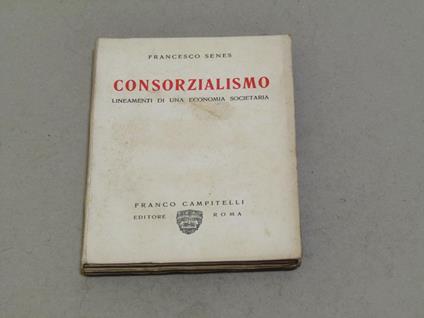 FRANCESCO SENES
CONSORZIALISMO
LINEAMENTI DI UNA ECONOMIA SOCIETARIA
FRANCO CAMPITELLI
EDITORE ROMA